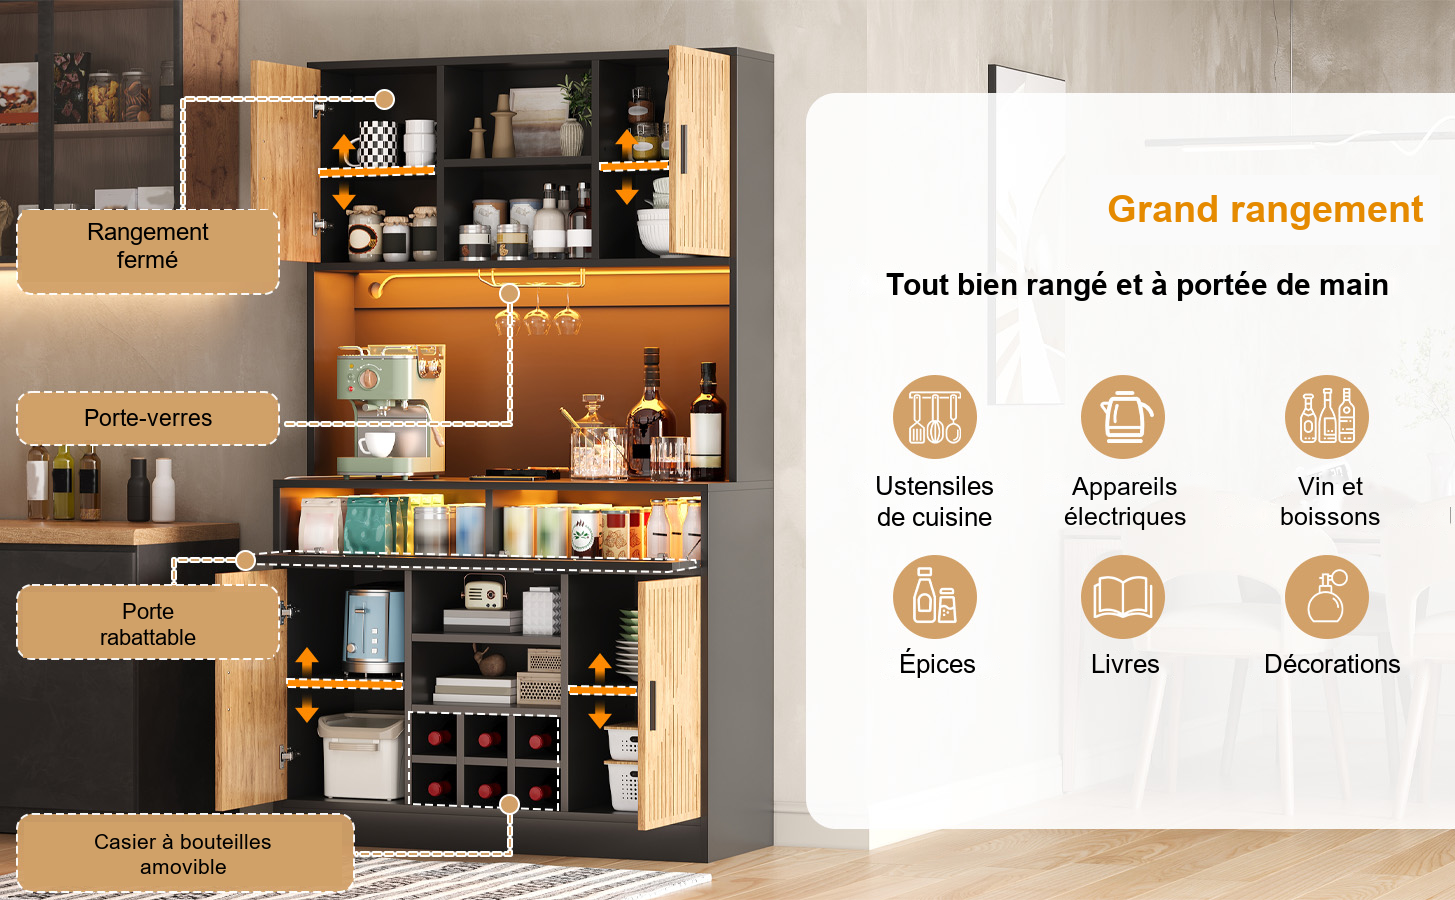 Rangement
fermé
Porte-verres
Porte
rabattable
Casier à bouteilles
amovible
Grand rangement
Tout bien rangé et à portée de main
Ustensiles
de cuisine
Appareils
électriques
Vin et
boissons
Épices
Livres
Décorations